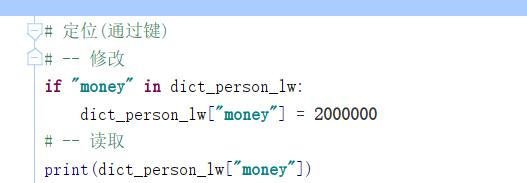 # 定位(通过键)
# -- 修改
if "money" in dict_person_lw:
    dict_person_lw["money"] = 2000000
# -- 读取
print(dict_person_lw["money"])